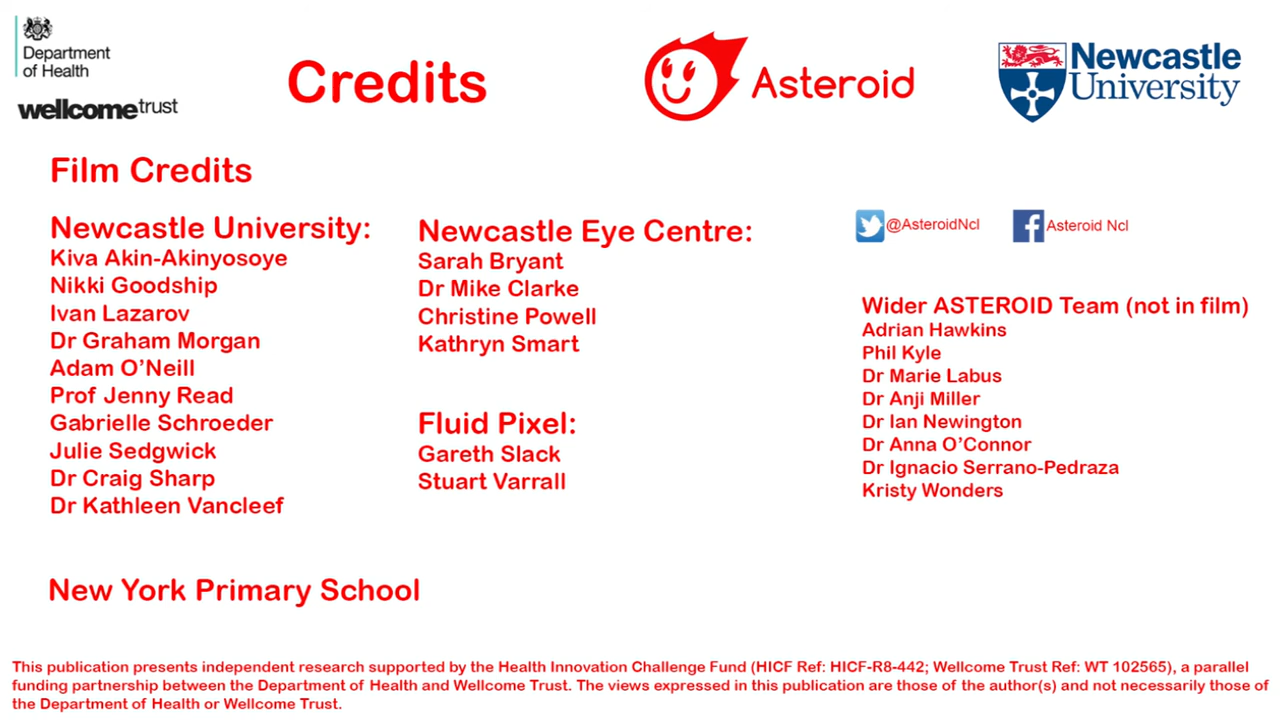 Department
of Health
wellcometrust
Credits
Asteroid
Newcastle
University
Film Credits
Newcastle University:
Kiva Akin-Akinyosoye
Nikki Goodship
Ivan Lazarov
Dr Graham Morgan
Adam O’Neill
Prof Jenny Read
Gabrielle Schroeder
Julie Sedgwick
Dr Craig Sharp
Dr Kathleen Vancleef
Newcastle Eye Centre:
Sarah Bryant
Dr Mike Clarke
Christine Powell
Kathryn Smart
Fluid Pixel:
Gareth Slack
Stuart Varrall
@AsteroidNcl
Asteroid Ncl
Wider ASTEROID Team (not in film)
Adrian Hawkins
Phil Kyle
Dr Marie Labus
Dr Anji Miller
Dr Ian Newington
Dr Anna O’Connor
Dr Ignacio Serrano-Pedraza
Kristy Wonders
New York Primary School
This publication presents independent research supported by the Health Innovation Challenge Fund (HICF Ref: HICF-R8-442; Wellcome Trust Ref: WT 102565), a parallel
funding partnership between the Department of Health and Wellcome Trust. The views expressed in this publication are those of the author(s) and not necessarily those of
the Department of Health or Wellcome Trust.